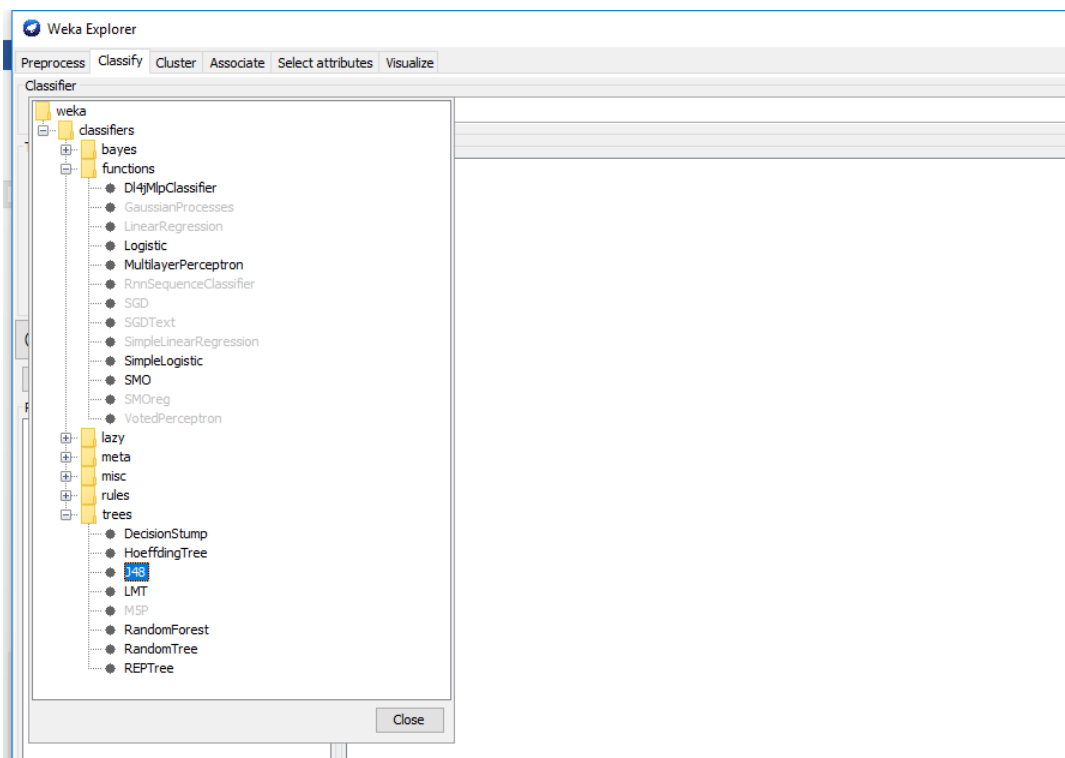 Weka Explorer
Preprocess Classify Cluster Associate Select attributes Visualize
Classifier
weka
classifiers
bayes
functions
Dl4jMlpClassifier
GaussianProcesses
LinearRegression
Logistic
MultilayerPerceptron
RnnSequenceClassifier
SGD
SGDText
SimpleLinearRegression
SimpleLogistic
SMO
SMOreg
VotedPerceptron
lazy
meta
misc
rules
trees
DecisionStump
HoeffdingTree
J48
LMT
M5P
RandomForest
RandomTree
REPTree
Close